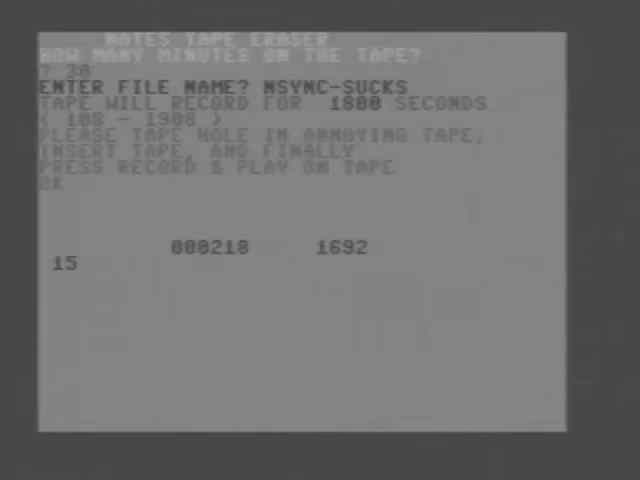 NATES TAPE ERASER
HOW MANY MINUTES ON THE TAPE?
? 30
ENTER FILE NAME? NSYNC-SUCKS
TAPE WILL RECORD FOR 1800 SECONDS
( 108 - 1908 )
PLEASE TAPE HOLE IN ANNOYING TAPE,
INSERT TAPE, AND FINALLY
PRESS RECORD & PLAY ON TAPE
OK
000218 1692
15